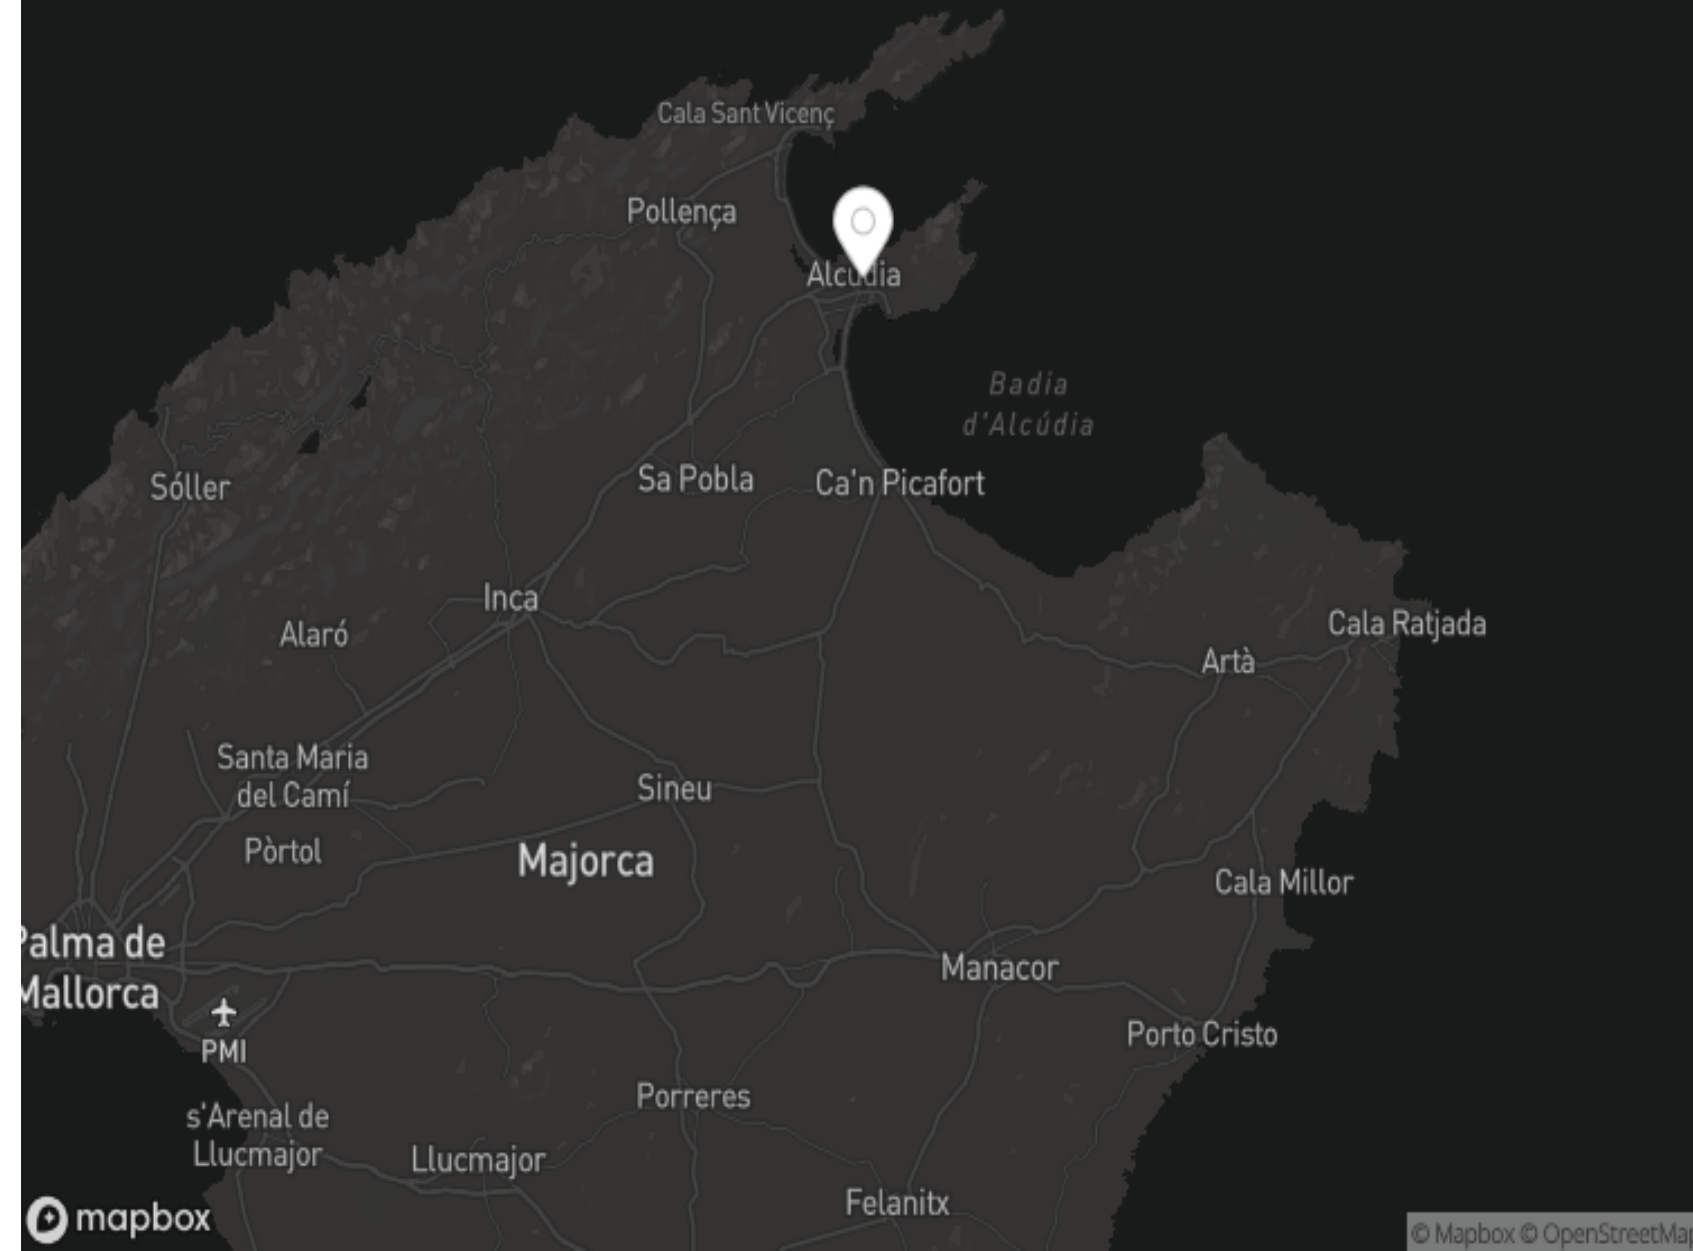 Cala Sant Vicenç
Pollença
Alcúdia
Badia
d'Alcúdia
Sóller
Sa Pobla
Ca'n Picafort
Inca
Alaró
Cala Ratjada
Artà
Santa Maria
del Camí
Sineu
Pòrtol
Majorca
Cala Millor
Palma de
Mallorca
Manacor
PMI
Porto Cristo
Porreres
s'Arenal de
Llucmajor
Llucmajor
Felanitx
mapbox
© Mapbox © OpenStreetMap